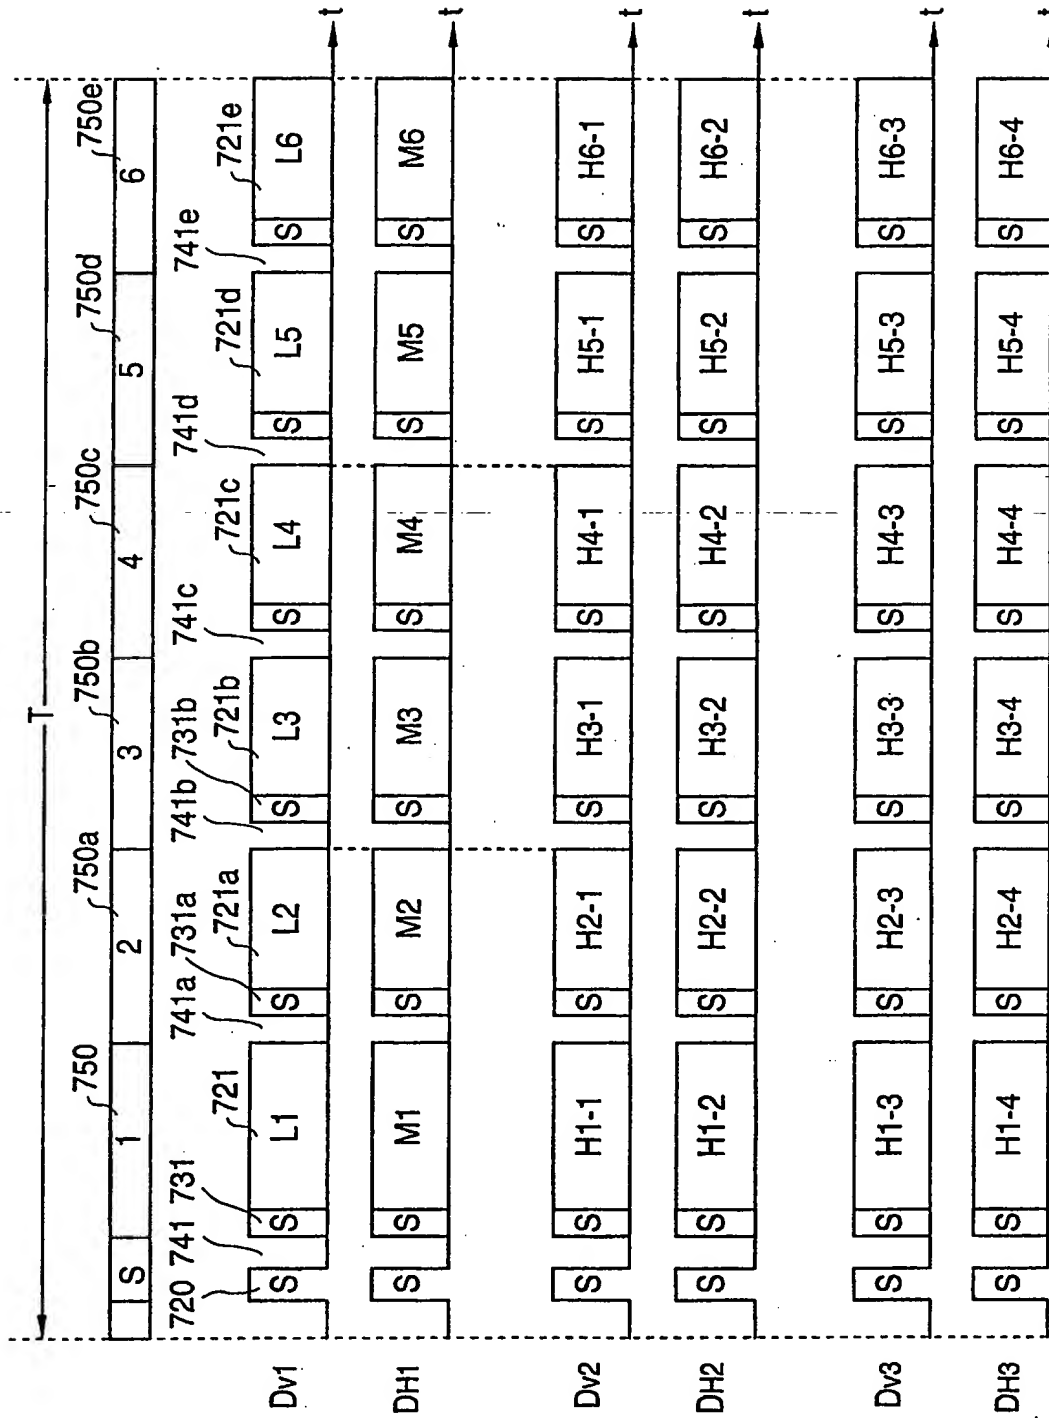 T
750 750a 750b 750c 750d 750e
S 1 2 3 4 5 6
720 741 731 721 741a 731a 721a 741b 731b 721b 741c 721c 741d 721d 741e 721e
Dv1 S S L1 S L2 S L3 S L4 S L5 S L6 t
DH1 S S M1 S M2 S M3 S M4 S M5 S M6 t
Dv2 S S H1-1 S H2-1 S H3-1 S H4-1 S H5-1 S H6-1 t
DH2 S S H1-2 S H2-2 S H3-2 S H4-2 S H5-2 S H6-2 t
Dv3 S S H1-3 S H2-3 S H3-3 S H4-3 S H5-3 S H6-3 t
DH3 S S H1-4 S H2-4 S H3-4 S H4-4 S H5-4 S H6-4 t